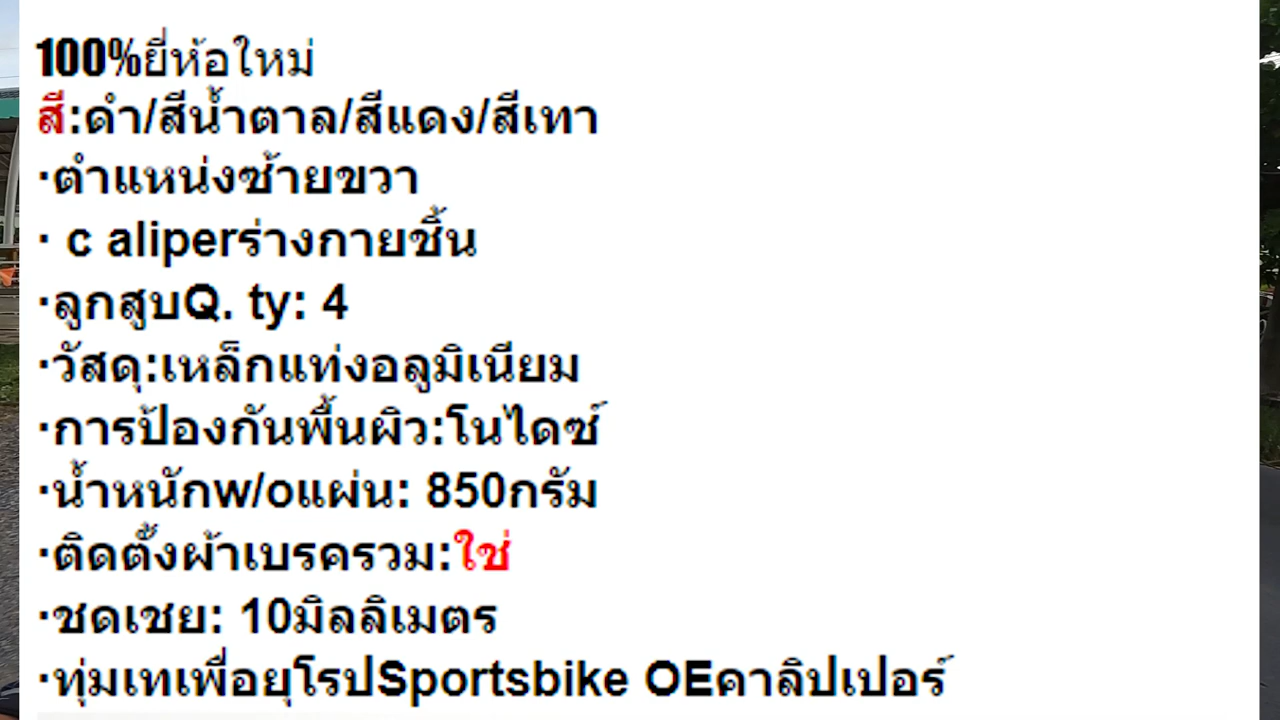 100%ยี่ห้อใหม่
สี:ดำ/สีน้ำตาล/สีแดง/สีเทา
·ตำแหน่งซ้ายขวา
· c aliperร่างกายชิ้น
·ลูกสูบQ. ty: 4
·วัสดุ:เหล็กแท่งอลูมิเนียม
·การป้องกันพื้นผิว:โนไดซ์
·น้ำหนักw/oแผ่น: 850กรัม
·ติดตั้งผ้าเบรครวม:ใช่
·ชดเชย: 10มิลลิเมตร
·ทุ่มเทเพื่อยุโรปSportsbike OEคาลิปเปอร์